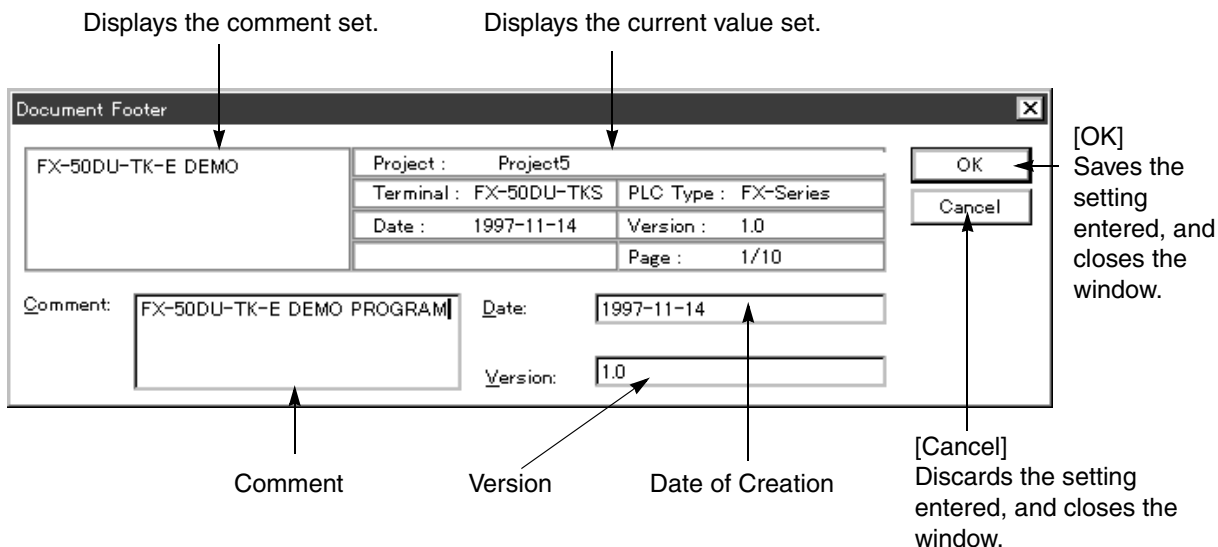 Displays the comment set.
Displays the current value set.
Document Footer
FX-50DU-TK-E DEMO
Project : Project5
Terminal : FX-50DU-TKS PLC Type : FX-Series
Date : 1997-11-14 Version : 1.0
Page : 1/10
OK
Cancel
[OK]
Saves the
setting
entered, and
closes the
window.
Comment: FX-50DU-TK-E DEMO PROGRAM
Date: 1997-11-14
Version: 1.0
Comment
Version
Date of Creation
[Cancel]
Discards the setting
entered, and closes the
window.